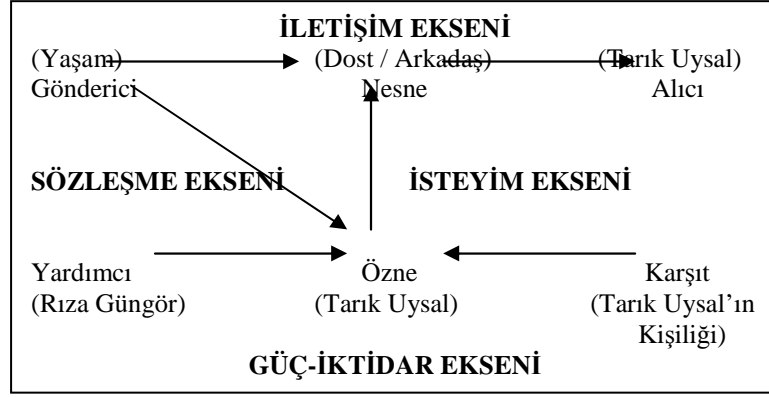 İLETİŞİM EKSENİ
(Yaşam) (Dost / Arkadaş) (Tarık Uysal)
Gönderici Nesne Alıcı
SÖZLEŞME EKSENİ İSTEYİM EKSENİ
Yardımcı Özne Karşıt
(Rıza Güngör) (Tarık Uysal) (Tarık Uysal’ın
Kişiliği)
GÜÇ-İKTİDAR EKSENİ